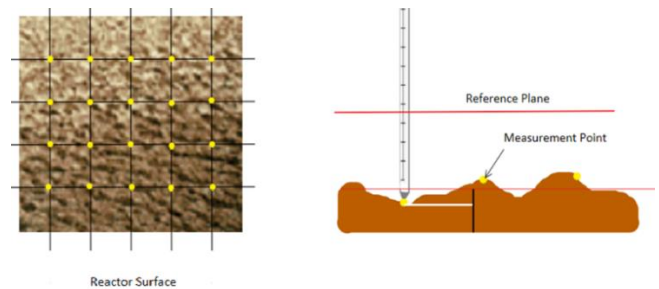 Reference Plane
Measurement Point
Reactor Surface